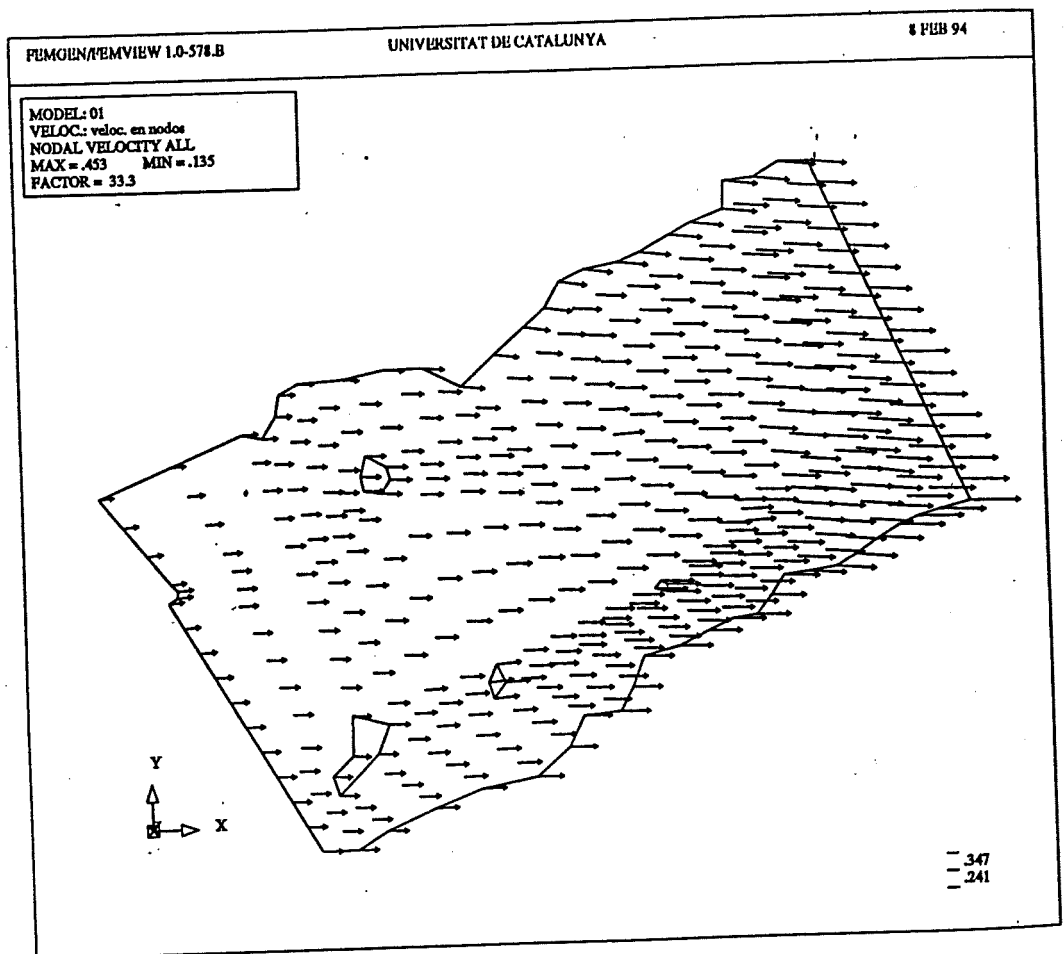 FEMGEN/FEMVIEW 1.0-578.B
UNIVERSITAT DE CATALUNYA
8 FEB 94
MODEL: 01
VELOC.: veloc. en nodos
NODAL VELOCITY ALL
MAX = .453 MIN = .135
FACTOR = 33.3
Y
X
.347
.241